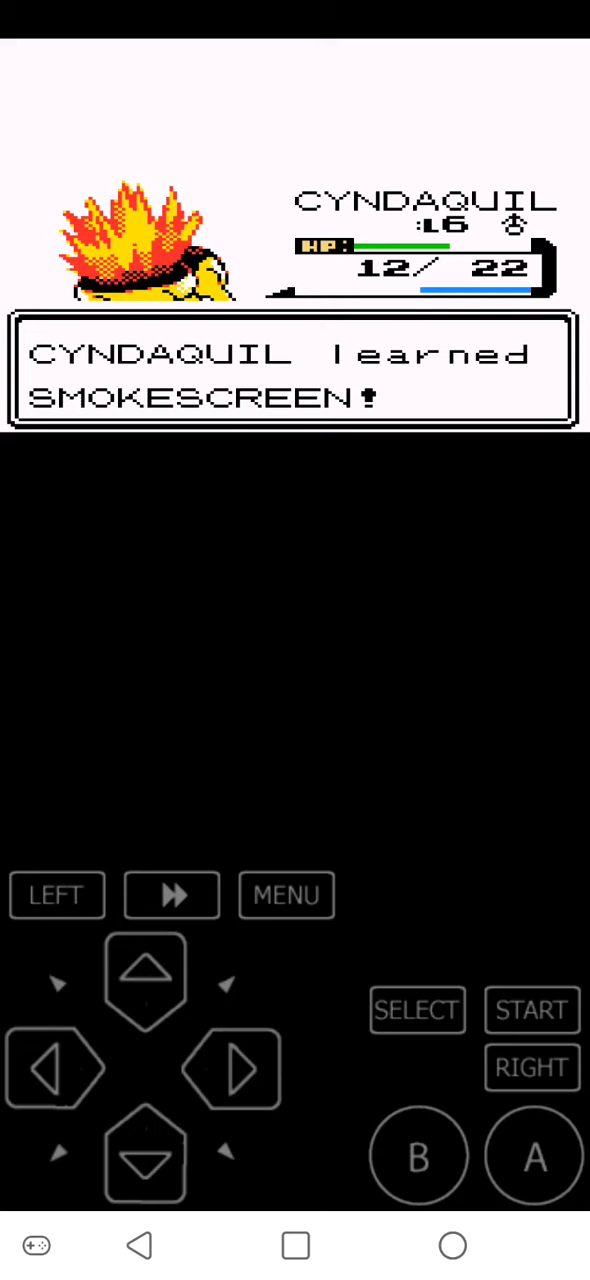 CYNDAQUIL
:L6 ♂
HP:
12/ 22
CYNDAQUIL learned
SMOKESCREEN!
LEFT
MENU
SELECT
START
RIGHT
B
A